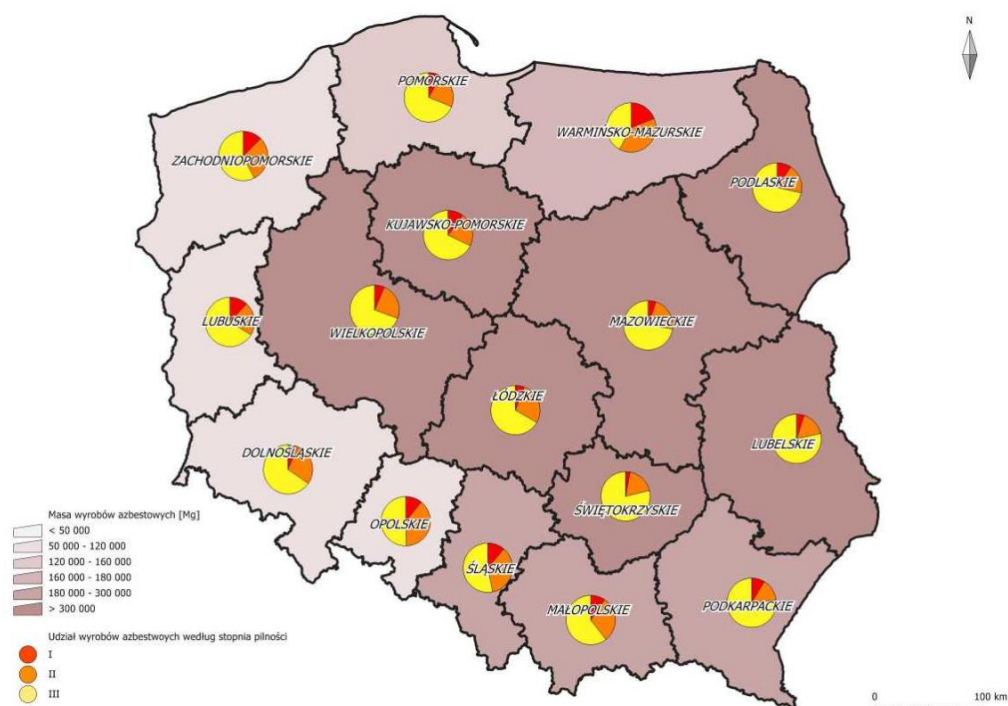 N
POMORSKIE
WARMIŃSKO-MAZURSKIE
ZACHODNIOPOMORSKIE
PODLASKIE
KUJAWSKO-POMORSKIE
LUBUSKIE
WIELKOPOLSKIE
MAZOWIECKIE
ŁÓDZKIE
LUBELSKIE
DOLNOŚLĄSKIE
ŚWIĘTOKRZYSKIE
OPOLSKIE
ŚLĄSKIE
MAŁOPOLSKIE
PODKARPACKIE
Masa wyrobów azbestowych [Mg]
< 50 000
50 000 - 120 000
120 000 - 160 000
160 000 - 180 000
180 000 - 300 000
> 300 000
Udział wyrobów azbestwoych według stopnia pilności
I
II
III
0 100 km